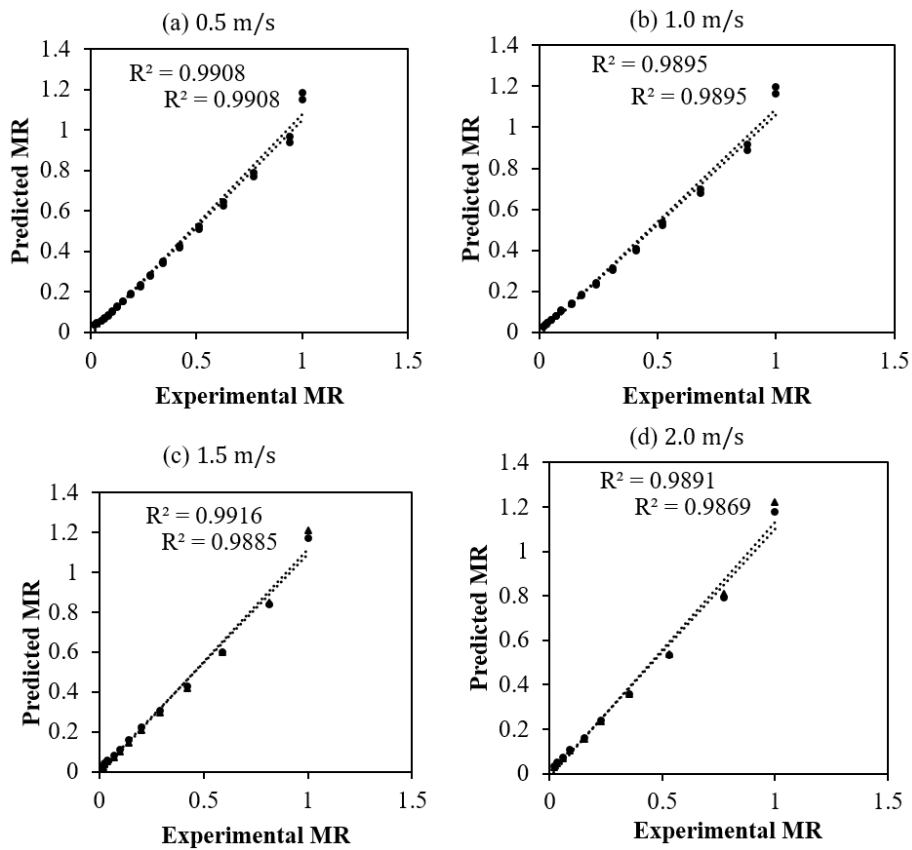 (a) 0.5 m/s
1.4
1.2
1
0.8
0.6
0.4
0.2
0
R² = 0.9908
R² = 0.9908
Predicted MR
0
0.5
1
1.5
Experimental MR
(b) 1.0 m/s
1.4
1.2
1
0.8
0.6
0.4
0.2
0
R² = 0.9895
R² = 0.9895
Predicted MR
0
0.5
1
1.5
Experimental MR
(c) 1.5 m/s
1.4
1.2
1
0.8
0.6
0.4
0.2
0
R² = 0.9916
R² = 0.9885
Predicted MR
0
0.5
1
1.5
Experimental MR
(d) 2.0 m/s
1.4
1.2
1
0.8
0.6
0.4
0.2
0
R² = 0.9891
R² = 0.9869
Predicted MR
0
0.5
1
1.5
Experimental MR